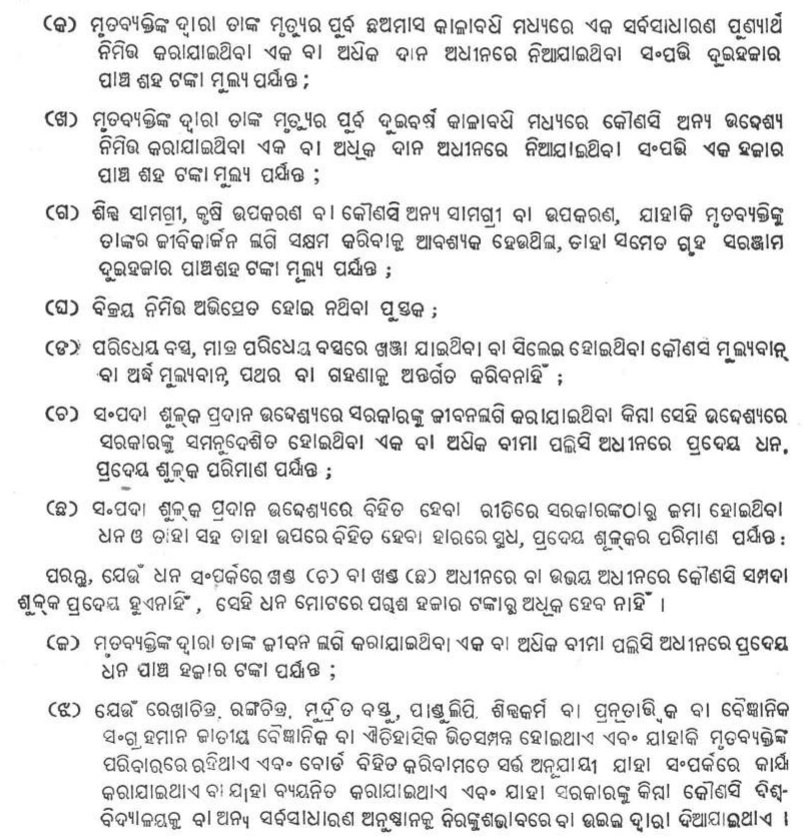 (କ) ମୃତବ୍ୟକ୍ତିଙ୍କ ଦ୍ୱାରା ତାଙ୍କ ମୃତ୍ୟୁର ପୂର୍ବ ଛଅମାସ କାଳାବଧି ମଧ୍ୟରେ ଏକ ସର୍ବସାଧାରଣ ପୁଣ୍ୟାର୍ଥ
ନିମିତ୍ତ କରାଯାଇଥିବା ଏକ ବା ଅଧିକ ଦାନ ଅଧୀନରେ ନିଆଯାଇଥିବା ସଂପତ୍ତି ଦୁଇହଜାର
ପାଞ୍ଚ ଶହ ଟଙ୍କା ମୂଲ୍ୟ ପର୍ଯ୍ୟନ୍ତ ;
(ଖ) ମୃତବ୍ୟକ୍ତିଙ୍କ ଦ୍ୱାରା ତାଙ୍କ ମୃତ୍ୟୁର ପୂର୍ବ ଦୁଇବର୍ଷ କାଳାବଧି ମଧ୍ୟରେ କୌଣସି ଅନ୍ୟ ଉଦ୍ଦେଶ୍ୟ
ନିମିତ୍ତ କରାଯାଇଥିବା ଏକ ବା ଅଧିକ ଦାନ ଅଧୀନରେ ନିଆଯାଇଥିବା ସଂପତ୍ତି ଏକ ହଜାର
ପାଞ୍ଚ ଶହ ଟଙ୍କା ମୂଲ୍ୟ ପର୍ଯ୍ୟନ୍ତ ;
(ଗ) ଶିଳ୍ପ ସାମଗ୍ରୀ, କୃଷି ଉପକରଣ ବା କୌଣସି ଅନ୍ୟ ସାମଗ୍ରୀ ବା ଉପକରଣ, ଯାହାକି ମୃତବ୍ୟକ୍ତିଙ୍କୁ
ତାଙ୍କର ଜୀବିକାର୍ଜନ ଲାଗି ସକ୍ଷମ କରିବାକୁ ଆବଶ୍ୟକ ହେଉଥିଲା, ତାହା ସମେତ ଗୃହ ସରଞ୍ଜାମ
ଦୁଇହଜାର ପାଞ୍ଚଶହ ଟଙ୍କା ମୂଲ୍ୟ ପର୍ଯ୍ୟନ୍ତ ;
(ଘ) ବିକ୍ରୟ ନିମିତ୍ତ ଅଭିପ୍ରେତ ହୋଇ ନଥିବା ପୁସ୍ତକ ;
(ଙ) ପରିଧେୟ ବସ୍ତ୍ର, ମାତ୍ର ପରିଧେୟ ବସ୍ତ୍ରରେ ଖଞ୍ଜା ଯାଇଥିବା ବା ସିଲେଇ ହୋଇଥିବା କୌଣସି ମୂଲ୍ୟବାନ୍
ବା ଅର୍ଦ୍ଧ ମୂଲ୍ୟବାନ୍ ପଥର ବା ଗହଣାକୁ ଅନ୍ତର୍ଗତ କରିବନାହିଁ ;
(ଚ) ସଂପଦା ଶୁଳ୍କ ପ୍ରଦାନ ଉଦ୍ଦେଶ୍ୟରେ ସରକାରଙ୍କୁ ଜୀବନଲାଗି କରାଯାଇଥିବା କିମ୍ବା ସେହି ଉଦ୍ଦେଶ୍ୟରେ
ସରକାରଙ୍କୁ ସମନୁଦେଶିତ ହୋଇଥିବା ଏକ ବା ଅଧିକ ବୀମା ପଲିସି ଅଧୀନରେ ପ୍ରଦେୟ ଧନ,
ପ୍ରଦେୟ ଶୁଳ୍କ ପରିମାଣ ପର୍ଯ୍ୟନ୍ତ ;
(ଛ) ସଂପଦା ଶୁଳ୍କ ପ୍ରଦାନ ଉଦ୍ଦେଶ୍ୟରେ ବିହିତ ହେବା ରୀତିରେ ସରକାରଙ୍କଠାରୁ ଜମା ହୋଇଥିବା
ଧନ ଓ ତାହା ସହ ତାହା ଉପରେ ବିହିତ ହେବା ହାରରେ ସୁଧ, ପ୍ରଦେୟ ଶୁଳ୍କର ପରିମାଣ ପର୍ଯ୍ୟନ୍ତ :
ପରନ୍ତୁ, ଯେଉଁ ଧନ ସଂପର୍କରେ ଖଣ୍ଡ (ଚ) ବା ଖଣ୍ଡ (ଛ) ଅଧୀନରେ ବା ଉଭୟ ଅଧୀନରେ କୌଣସି ସମ୍ପଦା
ଶୁଳ୍କ ପ୍ରଦେୟ ହୁଏନାହିଁ , ସେହି ଧନ ମୋଟରେ ପଚାଶ ହଜାର ଟଙ୍କାରୁ ଅଧିକ ହେବ ନାହିଁ ।
(ଜ) ମୃତବ୍ୟକ୍ତିଙ୍କ ଦ୍ୱାରା ତାଙ୍କ ଜୀବନ ଲାଗି କରାଯାଇଥିବା ଏକ ବା ଅଧିକ ବୀମା ପଲିସି ଅଧୀନରେ ପ୍ରଦେୟ
ଧନ ପାଞ୍ଚ ହଜାର ଟଙ୍କା ପର୍ଯ୍ୟନ୍ତ ;
(ଝ) ଯେଉଁ ରେଖାଚିତ୍ର, ରଙ୍ଗଚିତ୍ର, ମୁଦ୍ରିତ ବସ୍ତୁ, ପାଣ୍ଡୁଲିପି, ଶିଳ୍ପକର୍ମ ବା ପ୍ରନୂତାତ୍ତ୍ୱିକ ବା ବୈଜ୍ଞାନିକ
ସଂଗ୍ରହମାନ ଜାତୀୟ ବୈଜ୍ଞାନିକ ବା ଐତିହାସିକ ଭିତସମ୍ପନ୍ନ ହୋଇଥାଏ ଏବଂ ଯାହାକି ମୃତବ୍ୟକ୍ତିଙ୍କ
ପରିବାରରେ ରହିଥାଏ ଏବଂ ବୋର୍ଡ ବିହିତ କରିବାମତେ ସର୍ତ୍ତ ଅନୁଯାୟୀ ଯାହା ସଂପର୍କରେ କାର୍ଯ୍ୟ
କରାଯାଇଥାଏ ବା ଯାହା ବ୍ୟୟନିତ କରାଯାଇଥାଏ ଏବଂ ଯାହା ସରକାରଙ୍କୁ କିମ୍ବା କୌଣସି ବିଶ୍ୱ-
ବିଦ୍ୟାଳୟକୁ ବା ଅନ୍ୟ ସର୍ବସାଧାରଣ ଅନୁଷ୍ଠାନକୁ ନିରଙ୍କୁଶଭାବରେ ବା ଉଇଲ ଦ୍ୱାରା ଦିଆଯାଇଥାଏ ।